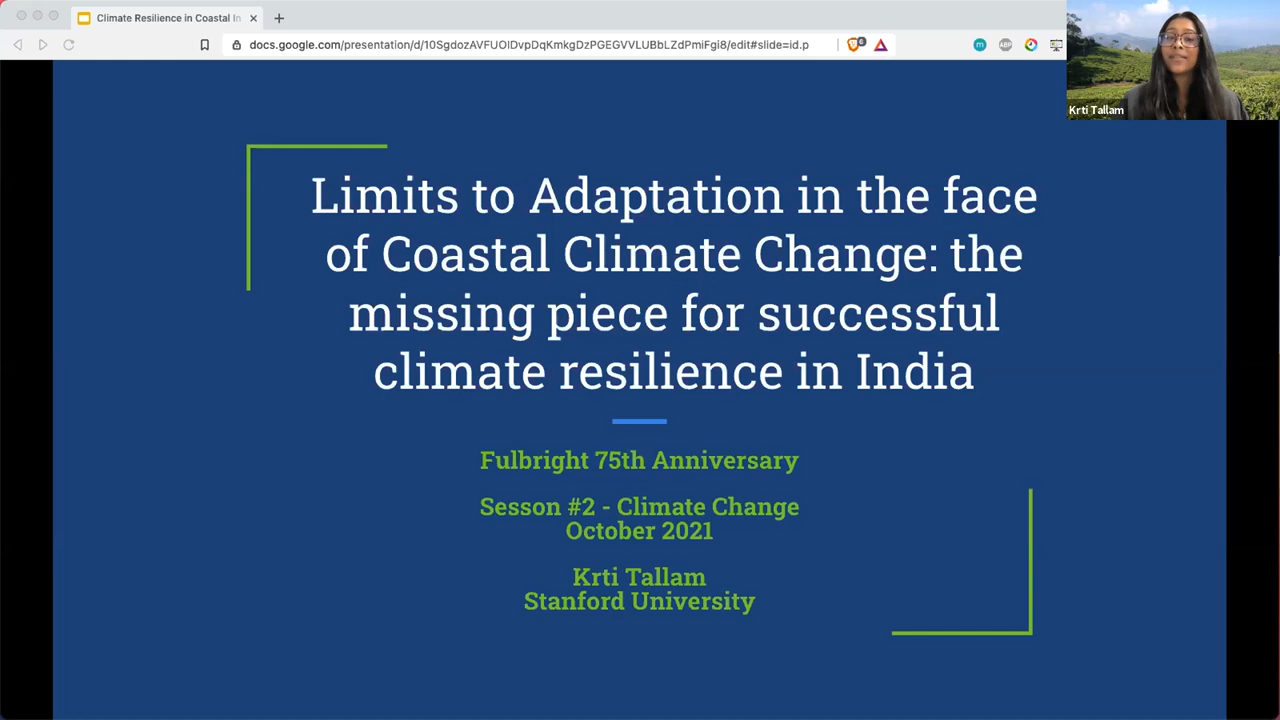 Climate Resilience in Coastal In
docs.google.com/presentation/d/10SgdozAVFUOIDvpDqKmkgDzPGEGVVLUBbLZdPmiFgi8/edit#slide=id.p
6
m
ABP
Krti Tallam
Limits to Adaptation in the face
of Coastal Climate Change: the
missing piece for successful
climate resilience in India
Fulbright 75th Anniversary
Sesson #2 - Climate Change
October 2021
Krti Tallam
Stanford University